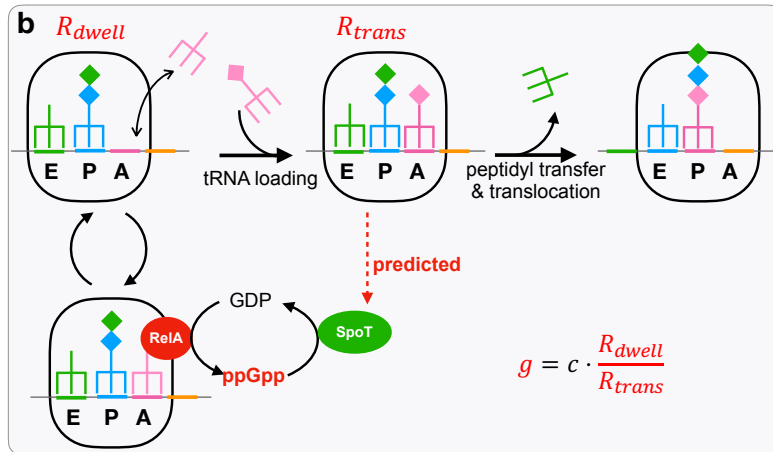 b
R_dwell
R_trans
E P A
tRNA loading
E P A
peptidyl transfer
& translocation
E P A
predicted
RelA
GDP
ppGpp
SpoT
E P A
g = c · R_dwell / R_trans